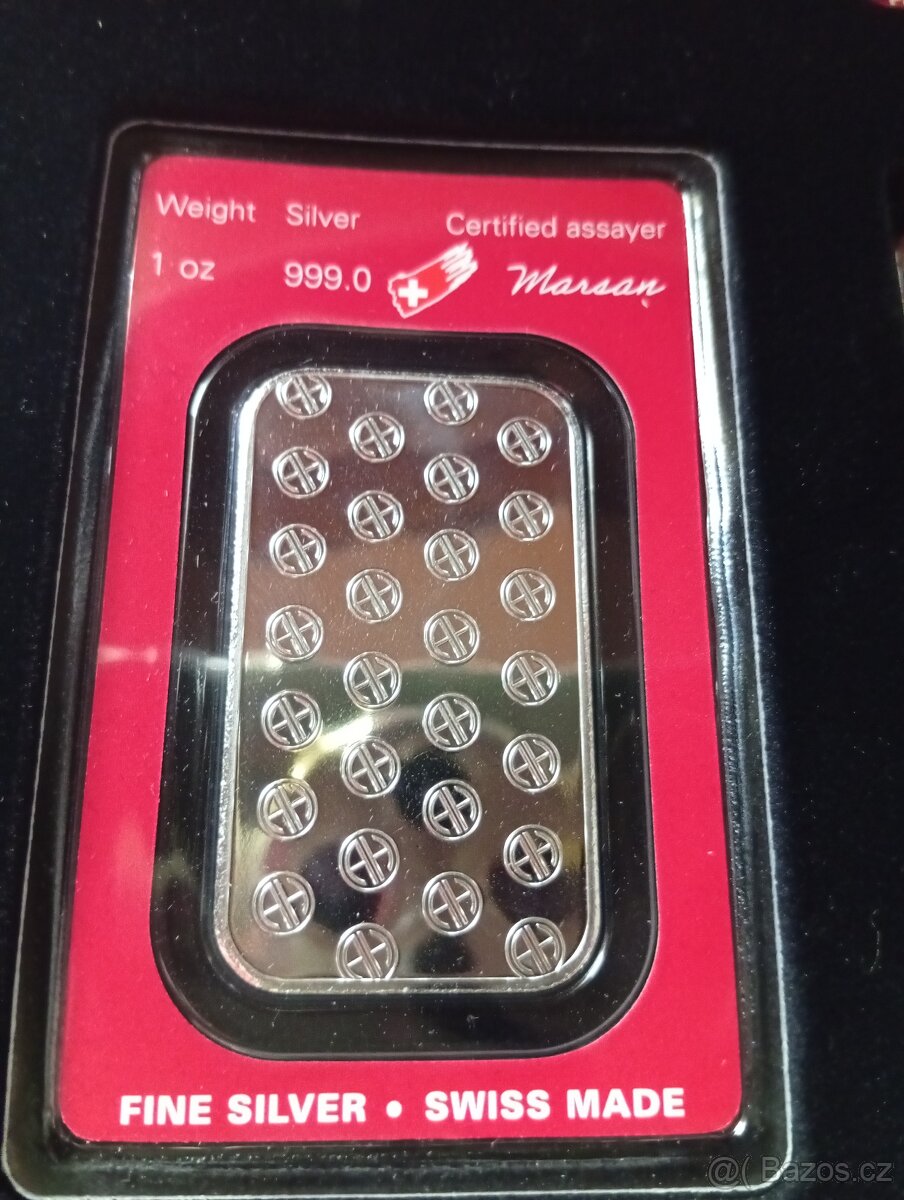 Weight Silver Certified assayer
1 oz 999.0 Marsan
FINE SILVER • SWISS MADE
@( Bazos.cz